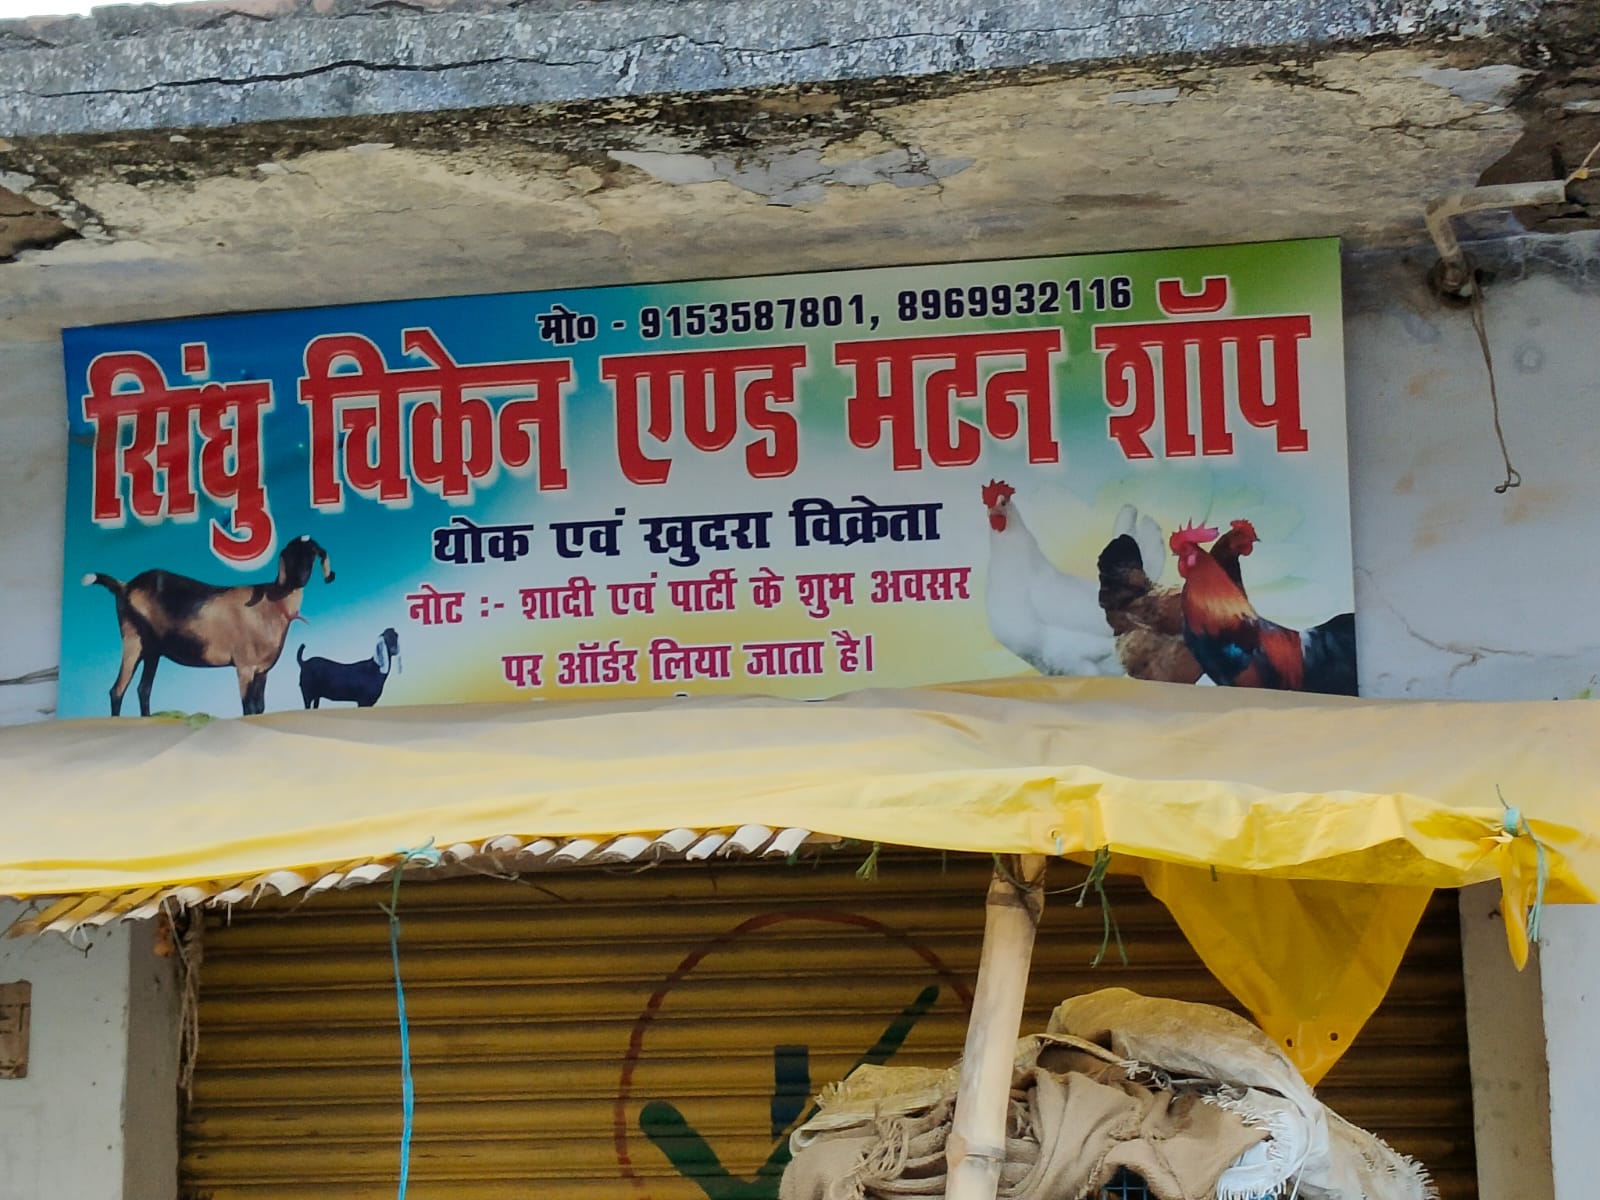 मो० - 9153587801, 8969932116
सिंधु चिकेन एण्ड मटन शॉप
थोक एवं खुदरा विक्रेता
नोट :- शादी एवं पार्टी के शुभ अवसर
पर ऑर्डर लिया जाता है।